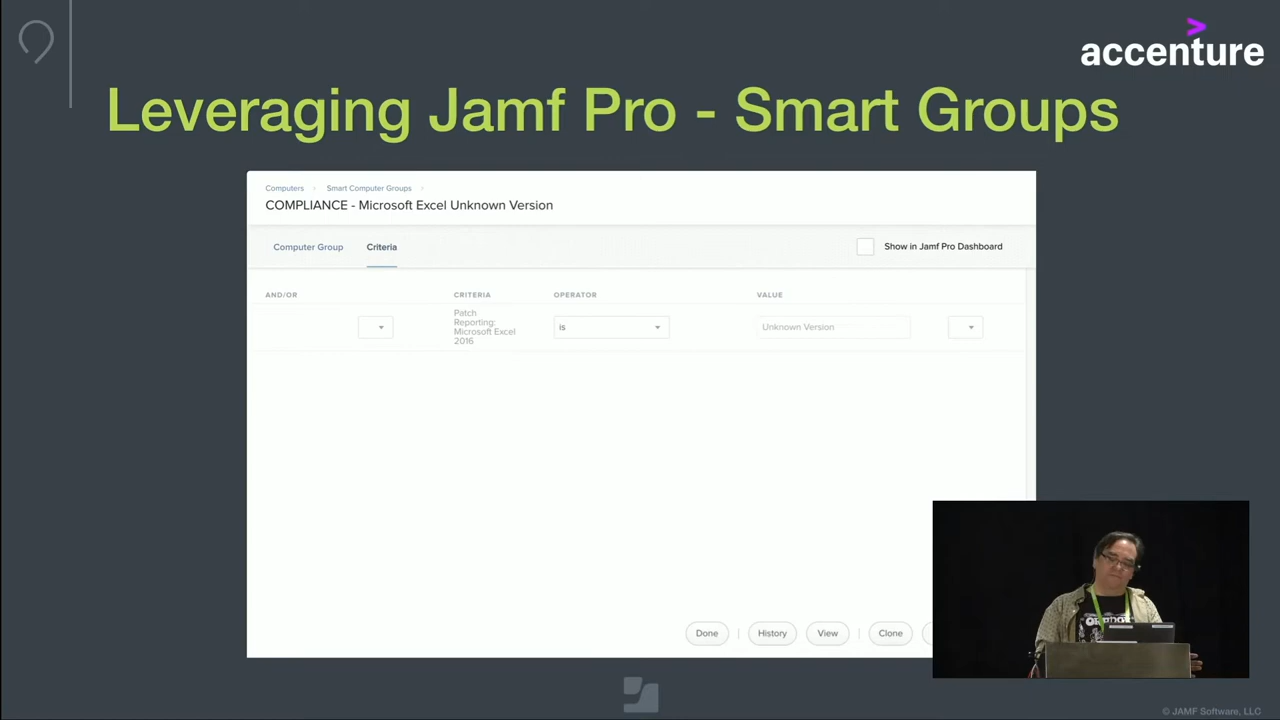 accenture
Leveraging Jamf Pro - Smart Groups
Computers
Smart Computer Groups
COMPLIANCE - Microsoft Excel Unknown Version
Computer Group
Criteria
Show in Jamf Pro Dashboard
AND/OR
CRITERIA
OPERATOR
VALUE
Patch
Reporting:
Microsoft Excel
2016
is
Unknown Version
Done
History
View
Clone
© JAMF Software, LLC